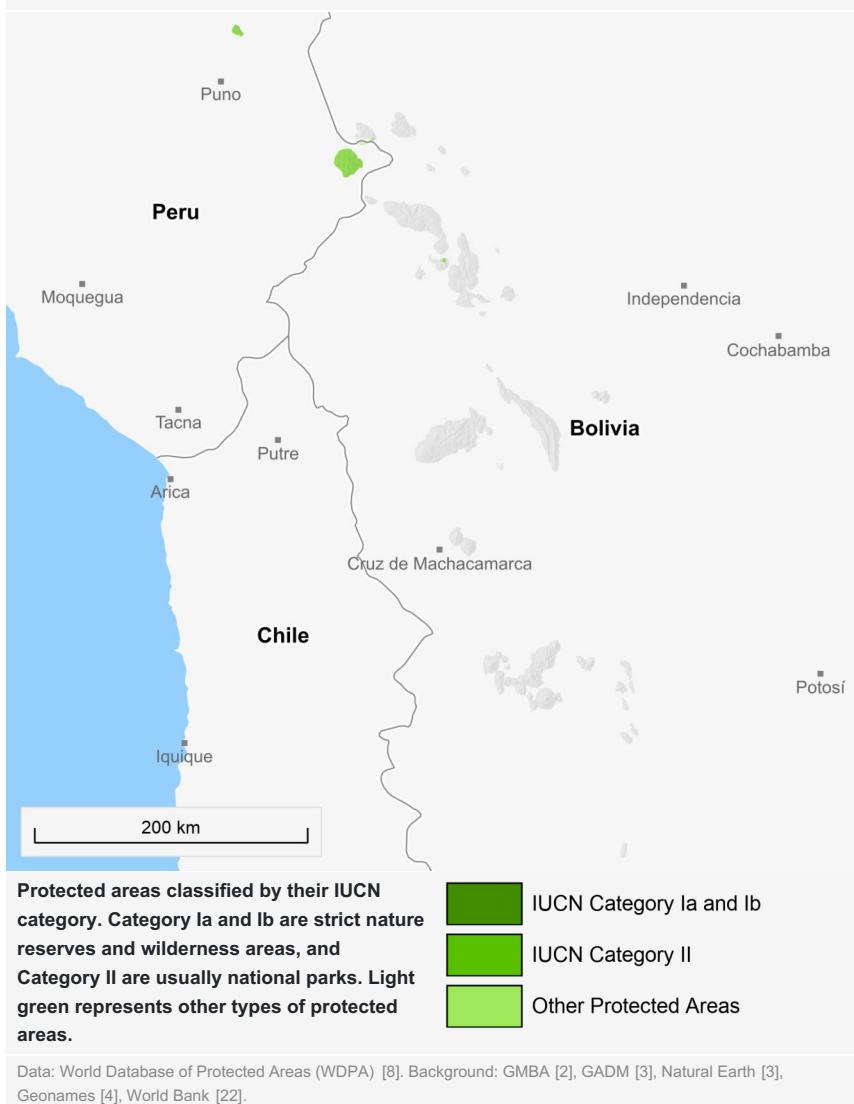 Puno
Peru
Moquegua
Independencia
Cochabamba
Tacna
Bolivia
Putre
Arica
Cruz de Machacamarca
Chile
Potosí
Iquique
200 km
Protected areas classified by their IUCN
category. Category Ia and Ib are strict nature
reserves and wilderness areas, and
Category II are usually national parks. Light
green represents other types of protected
areas.
IUCN Category Ia and Ib
IUCN Category II
Other Protected Areas
Data: World Database of Protected Areas (WDPA) [8]. Background: GMBA [2], GADM [3], Natural Earth [3],
Geonames [4], World Bank [22].